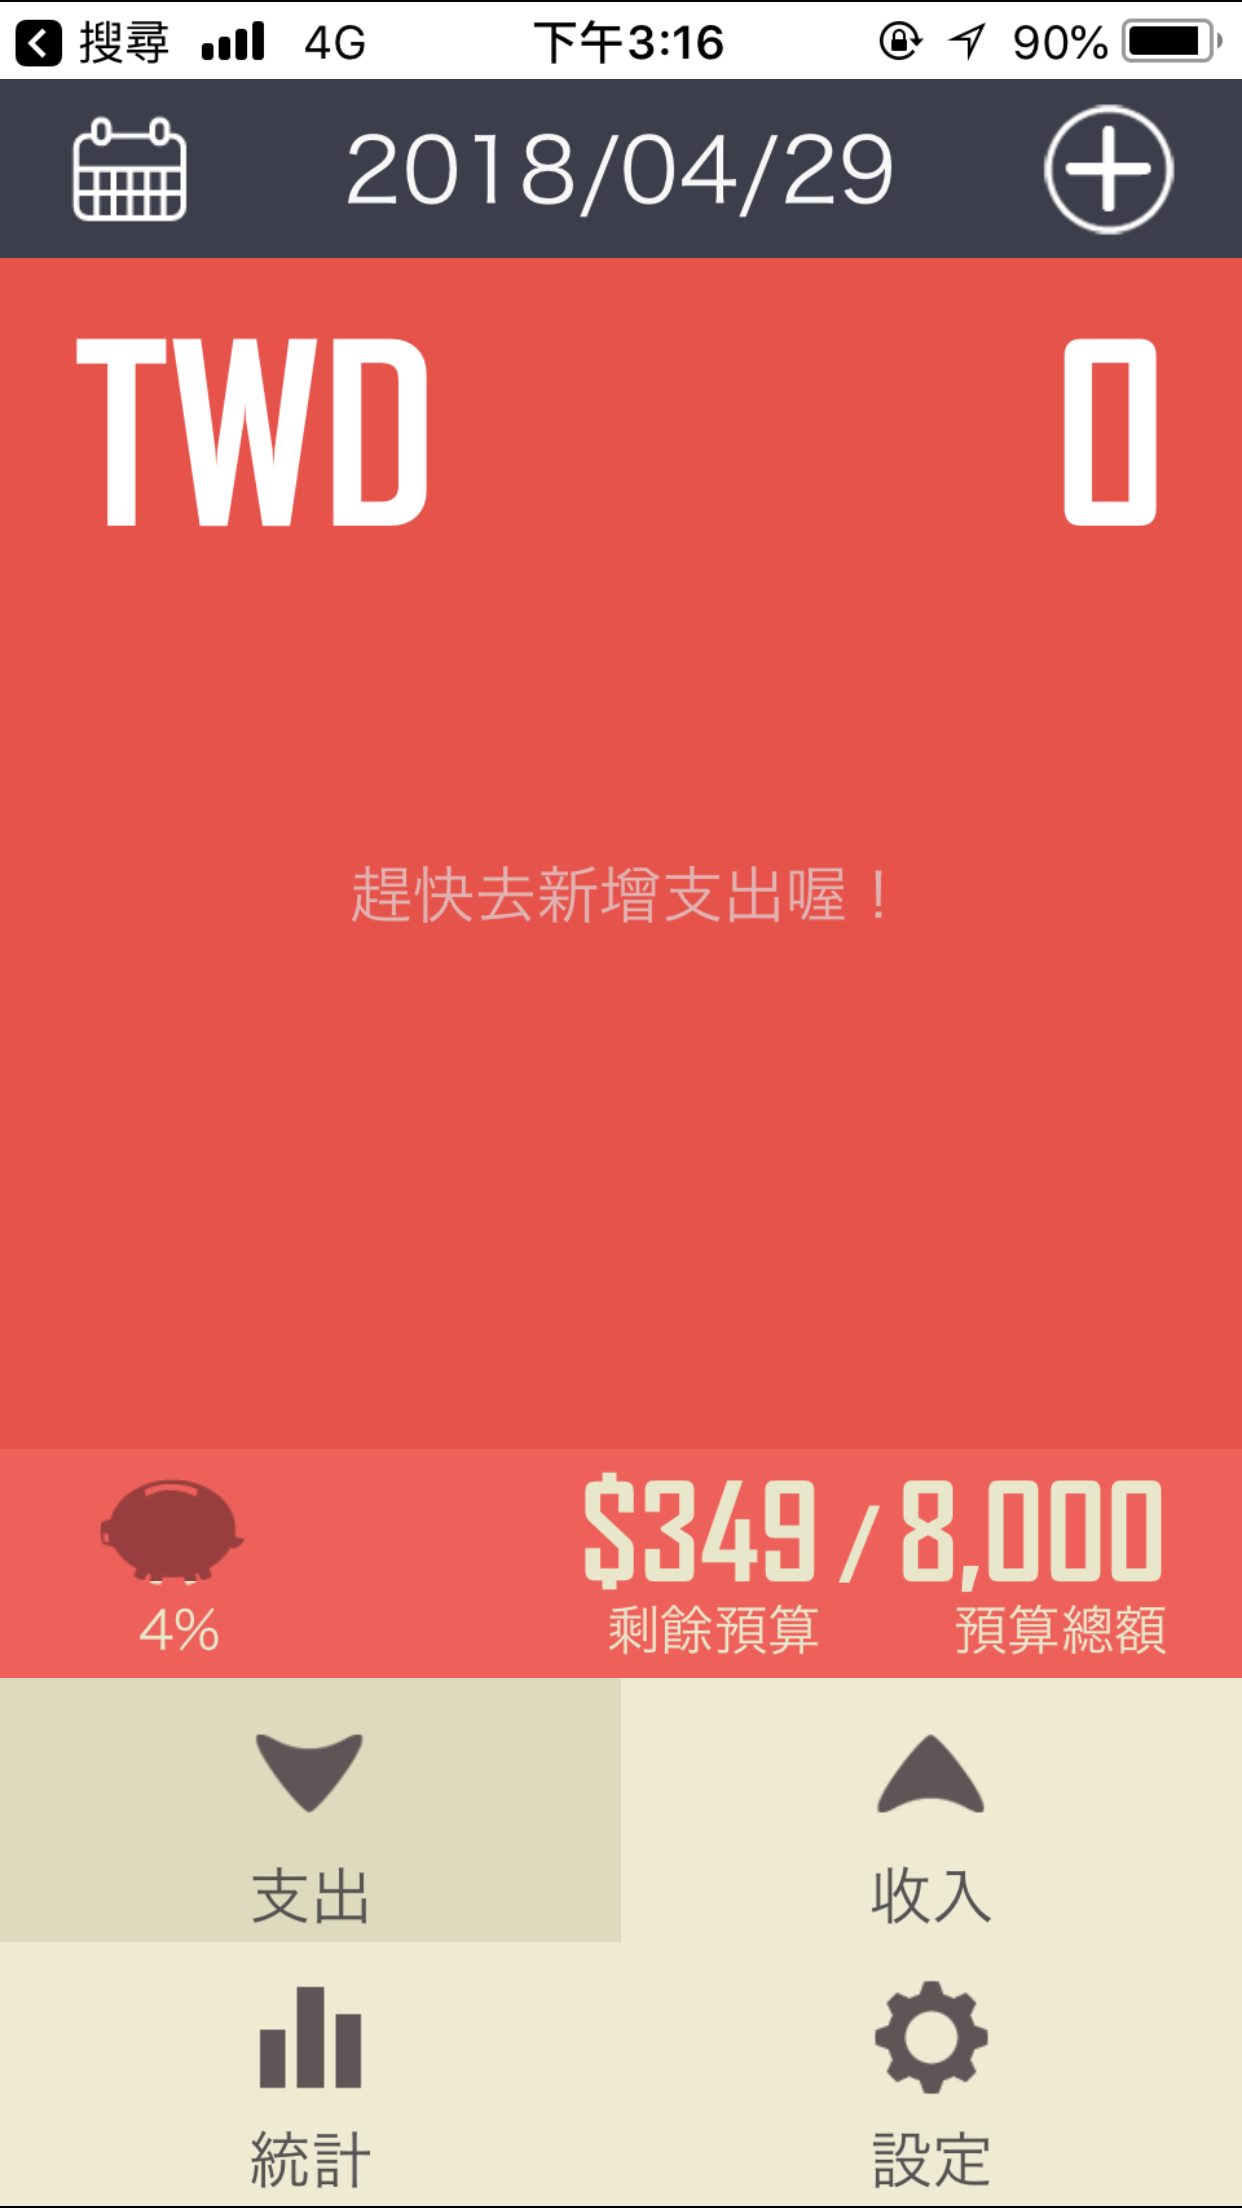 搜尋 4G 下午3:16 90%
2018/04/29
TWD 0
趕快去新增支出喔！
$349 / 8,000
4% 剩餘預算 預算總額
支出 收入
統計 設定